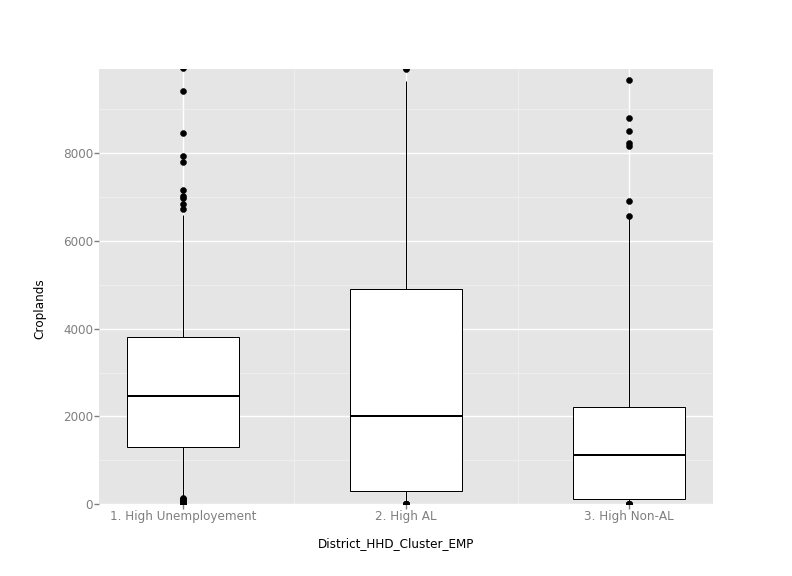 8000
6000
4000
2000
0
Croplands
1. High Unemployement
2. High AL
3. High Non-AL
District_HHD_Cluster_EMP